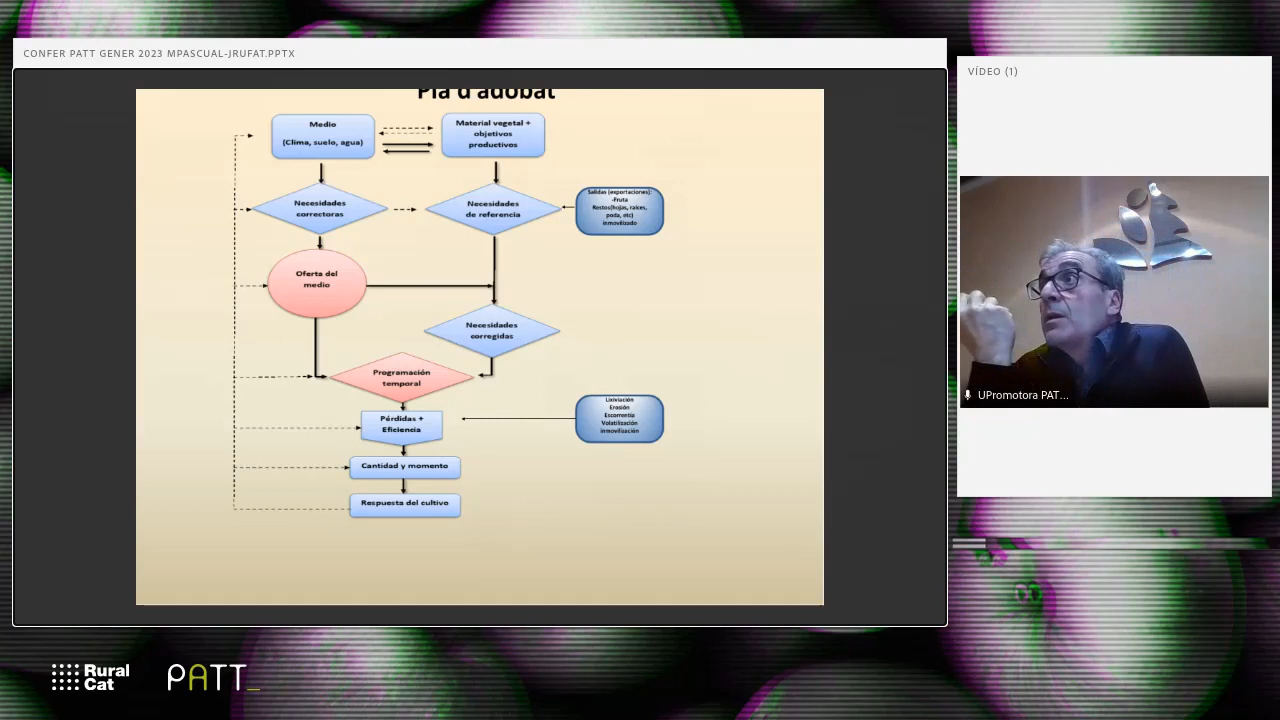 CONFER PATT GENER 2023 MPASCUAL-JRUFAT.PPTX
VÍDEO (1)
Pla d'adobat
Medio
(Clima, suelo, agua)
Material vegetal +
objetivos
productivos
Necesidades
correctoras
Necesidades
de referencia
Salidas (exportaciones):
-Fruta
Restos(hojas, raíces,
poda, etc)
inmovilizado
Oferta del
medio
Necesidades
corregidas
Programación
temporal
Pérdidas +
Eficiencia
Lixiviación
Erosión
Escorrentía
Volatilización
inmovilización
Cantidad y momento
Respuesta del cultivo
UPromotora PAT...
Rural
Cat
PATT_